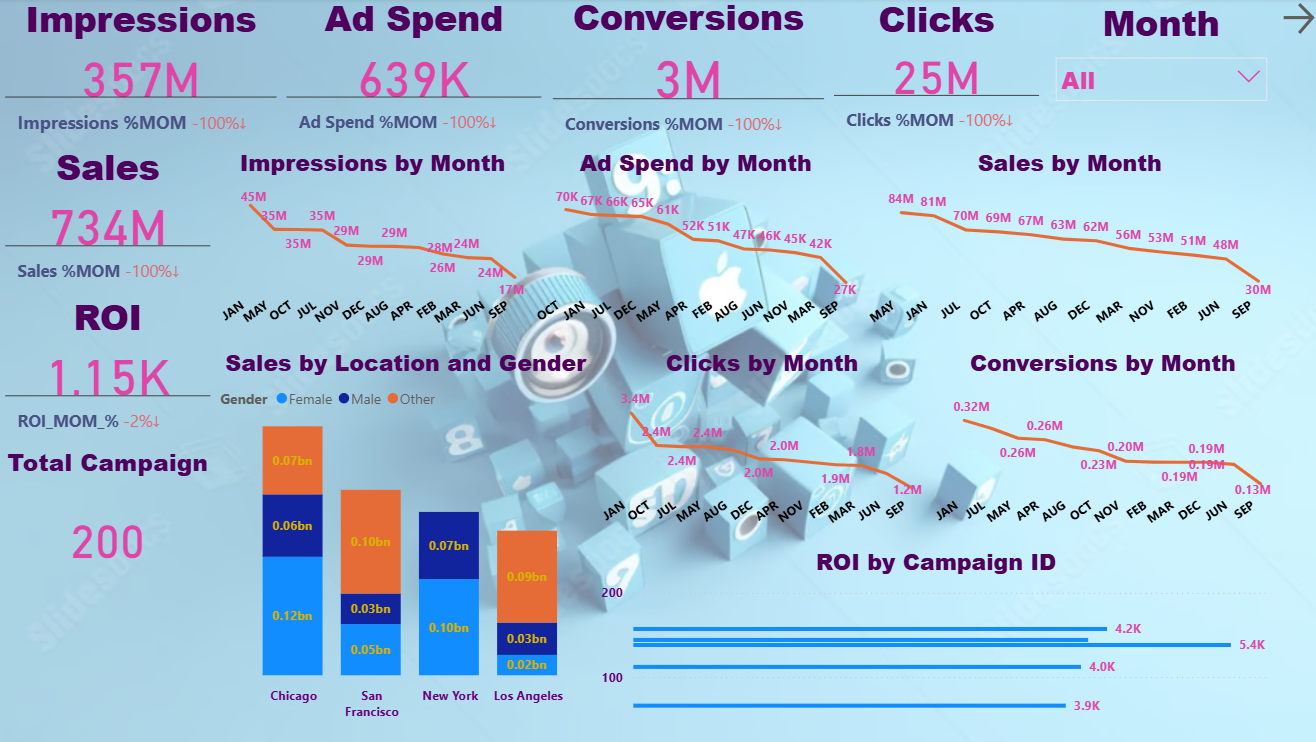 Impressions
357M
Impressions %MOM -100%↓
Ad Spend
639K
Ad Spend %MOM -100%↓
Conversions
3M
Conversions %MOM -100%↓
Clicks
25M
Clicks %MOM -100%↓
Month
All
Sales
734M
Sales %MOM -100%↓
ROI
1.15K
ROI_MOM_% -2%↓
Total Campaign
200
Impressions by Month
45M 35M 35M 35M 29M 29M 29M 28M 26M 24M 24M 17M
JAN MAY OCT JUL NOV DEC AUG APR FEB MAR JUN SEP
Ad Spend by Month
70K 67K 66K 65K 61K 52K 51K 47K 46K 45K 42K 27K
OCT JAN JUL DEC MAY APR FEB AUG JUN NOV MAR SEP
Sales by Month
84M 81M 70M 69M 67M 63M 62M 56M 53M 51M 48M 30M
MAY JAN JUL OCT APR AUG DEC MAR NOV FEB JUN SEP
Sales by Location and Gender
Gender Female Male Other
0.07bn
0.06bn
0.12bn
Chicago
0.10bn
0.03bn
0.05bn
San
Francisco
0.07bn
0.10bn
New York
0.09bn
0.03bn
0.02bn
Los Angeles
Clicks by Month
3.4M 2.4M 2.4M 2.4M 2.0M 2.0M 1.9M 1.8M 1.2M
JAN OCT JUL MAY AUG DEC APR NOV FEB MAR JUN SEP
Conversions by Month
0.32M 0.26M 0.26M 0.23M 0.20M 0.19M 0.19M 0.19M 0.13M
JAN JUL MAY APR AUG OCT NOV FEB MAR DEC JUN SEP
ROI by Campaign ID
200
4.2K
5.4K
4.0K
100
3.9K